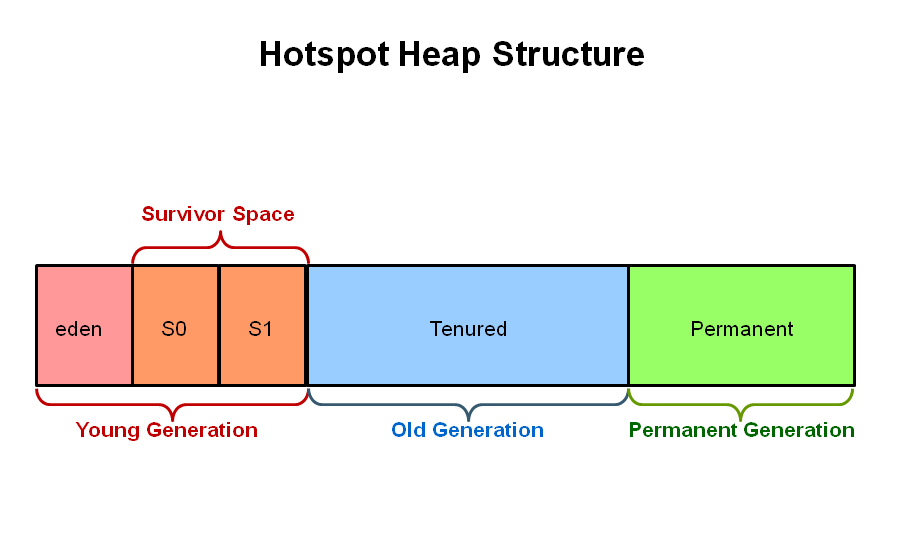 Hotspot Heap Structure
Survivor Space
eden
S0
S1
Tenured
Permanent
Young Generation
Old Generation
Permanent Generation